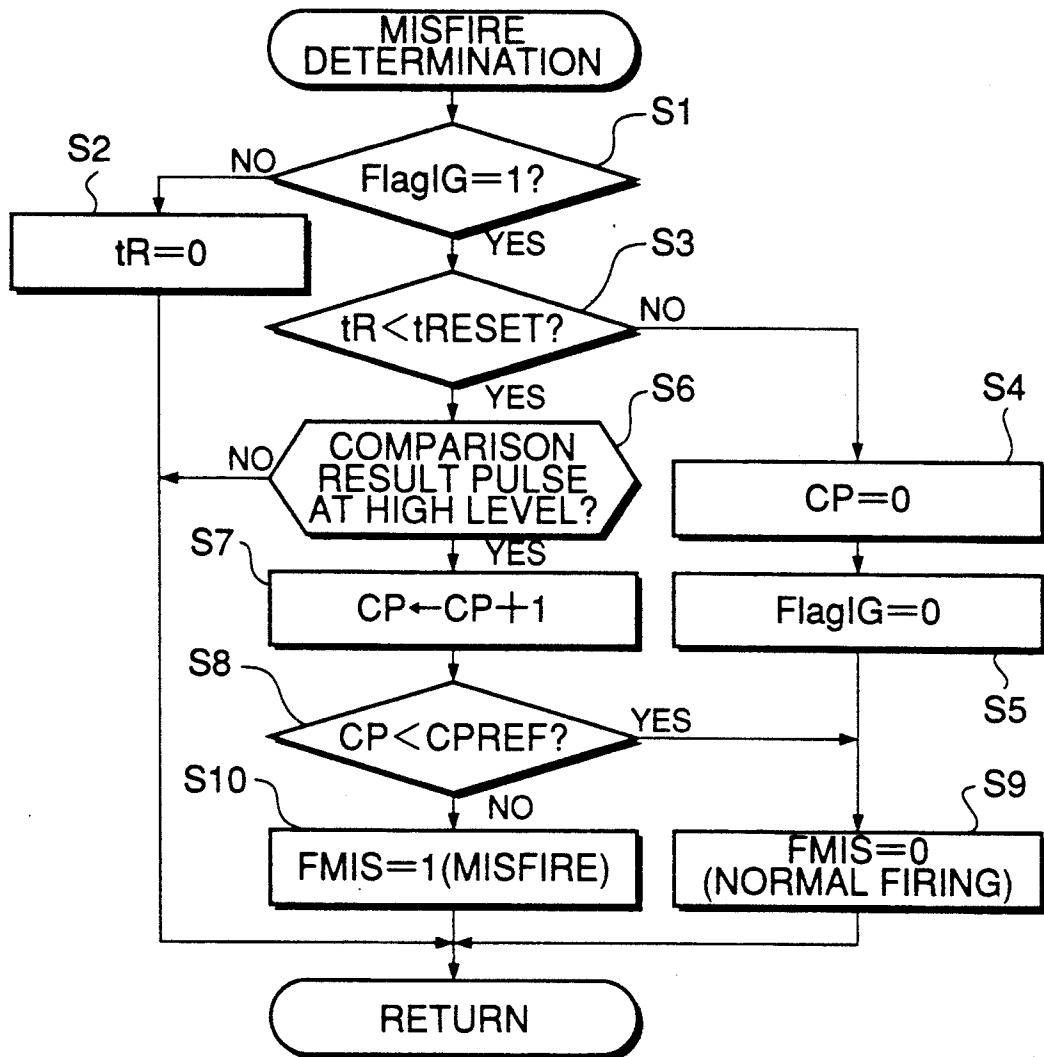 MISFIRE
DETERMINATION
S1
FlagIG=1?
NO
S2
tR=0
YES
S3
tR<tRESET?
NO
YES
S6
COMPARISON
RESULT PULSE
AT HIGH LEVEL?
NO
S4
CP=0
YES
S7
CP←CP+1
FlagIG=0
S5
S8
CP<CPREF?
YES
NO
S10
FMIS=1(MISFIRE)
S9
FMIS=0
(NORMAL FIRING)
RETURN